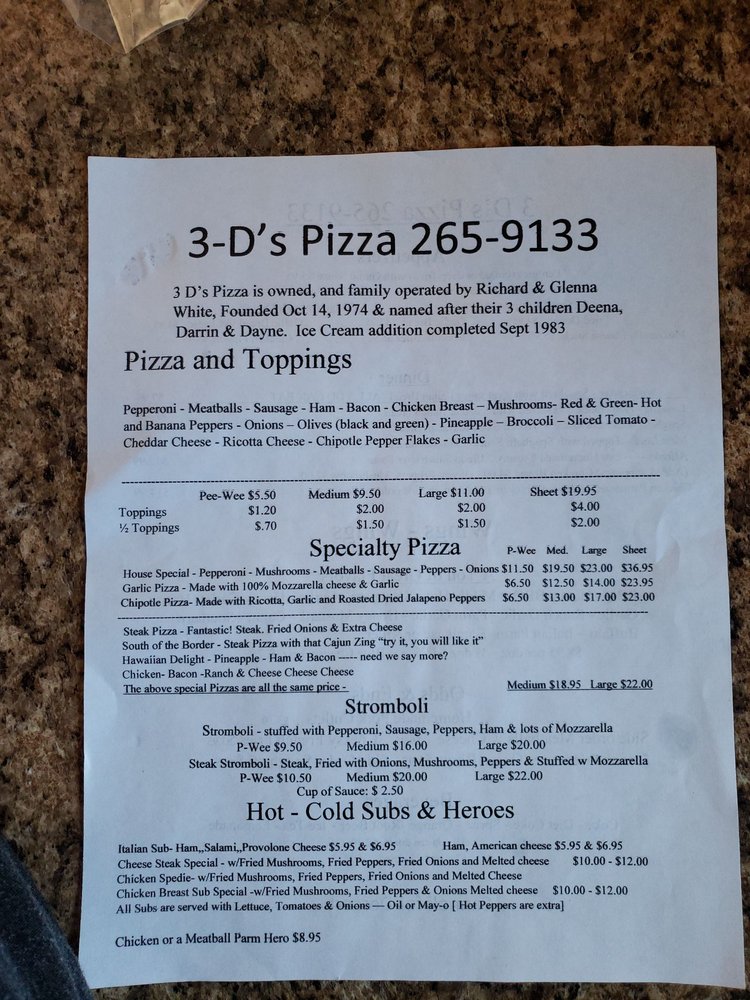 3-D's Pizza 265-9133
3 D's Pizza is owned, and family operated by Richard & Glenna
White, Founded Oct 14, 1974 & named after their 3 children Deena,
Darrin & Dayne. Ice Cream addition completed Sept 1983
Pizza and Toppings
Pepperoni - Meatballs - Sausage - Ham - Bacon - Chicken Breast – Mushrooms- Red & Green- Hot
and Banana Peppers - Onions – Olives (black and green) - Pineapple – Broccoli – Sliced Tomato -
Cheddar Cheese - Ricotta Cheese - Chipotle Pepper Flakes - Garlic
Pee-Wee $5.50 Medium $9.50 Large $11.00 Sheet $19.95
Toppings $1.20 $2.00 $2.00 $4.00
½ Toppings $.70 $1.50 $1.50 $2.00
Specialty Pizza P-Wee Med. Large Sheet
House Special - Pepperoni - Mushrooms - Meatballs - Sausage - Peppers - Onions $11.50 $19.50 $23.00 $36.95
Garlic Pizza - Made with 100% Mozzarella cheese & Garlic $6.50 $12.50 $14.00 $23.95
Chipotle Pizza- Made with Ricotta, Garlic and Roasted Dried Jalapeno Peppers $6.50 $13.00 $17.00 $23.00
Steak Pizza - Fantastic! Steak. Fried Onions & Extra Cheese
South of the Border - Steak Pizza with that Cajun Zing "try it, you will like it"
Hawaiian Delight - Pineapple - Ham & Bacon ----- need we say more?
Chicken- Bacon -Ranch & Cheese Cheese Cheese
The above special Pizzas are all the same price - Medium $18.95 Large $22.00
Stromboli
Stromboli - stuffed with Pepperoni, Sausage, Peppers, Ham & lots of Mozzarella
P-Wee $9.50 Medium $16.00 Large $20.00
Steak Stromboli - Steak, Fried with Onions, Mushrooms, Peppers & Stuffed w Mozzarella
P-Wee $10.50 Medium $20.00 Large $22.00
Cup of Sauce: $ 2.50
Hot - Cold Subs & Heroes
Italian Sub- Ham,,Salami,,Provolone Cheese $5.95 & $6.95 Ham, American cheese $5.95 & $6.95
Cheese Steak Special - w/Fried Mushrooms, Fried Peppers, Fried Onions and Melted cheese $10.00 - $12.00
Chicken Spedie- w/Fried Mushrooms, Fried Peppers, Fried Onions and Melted Cheese
Chicken Breast Sub Special -w/Fried Mushrooms, Fried Peppers & Onions Melted cheese $10.00 - $12.00
All Subs are served with Lettuce, Tomatoes & Onions — Oil or May-o [ Hot Peppers are extra]
Chicken or a Meatball Parm Hero $8.95